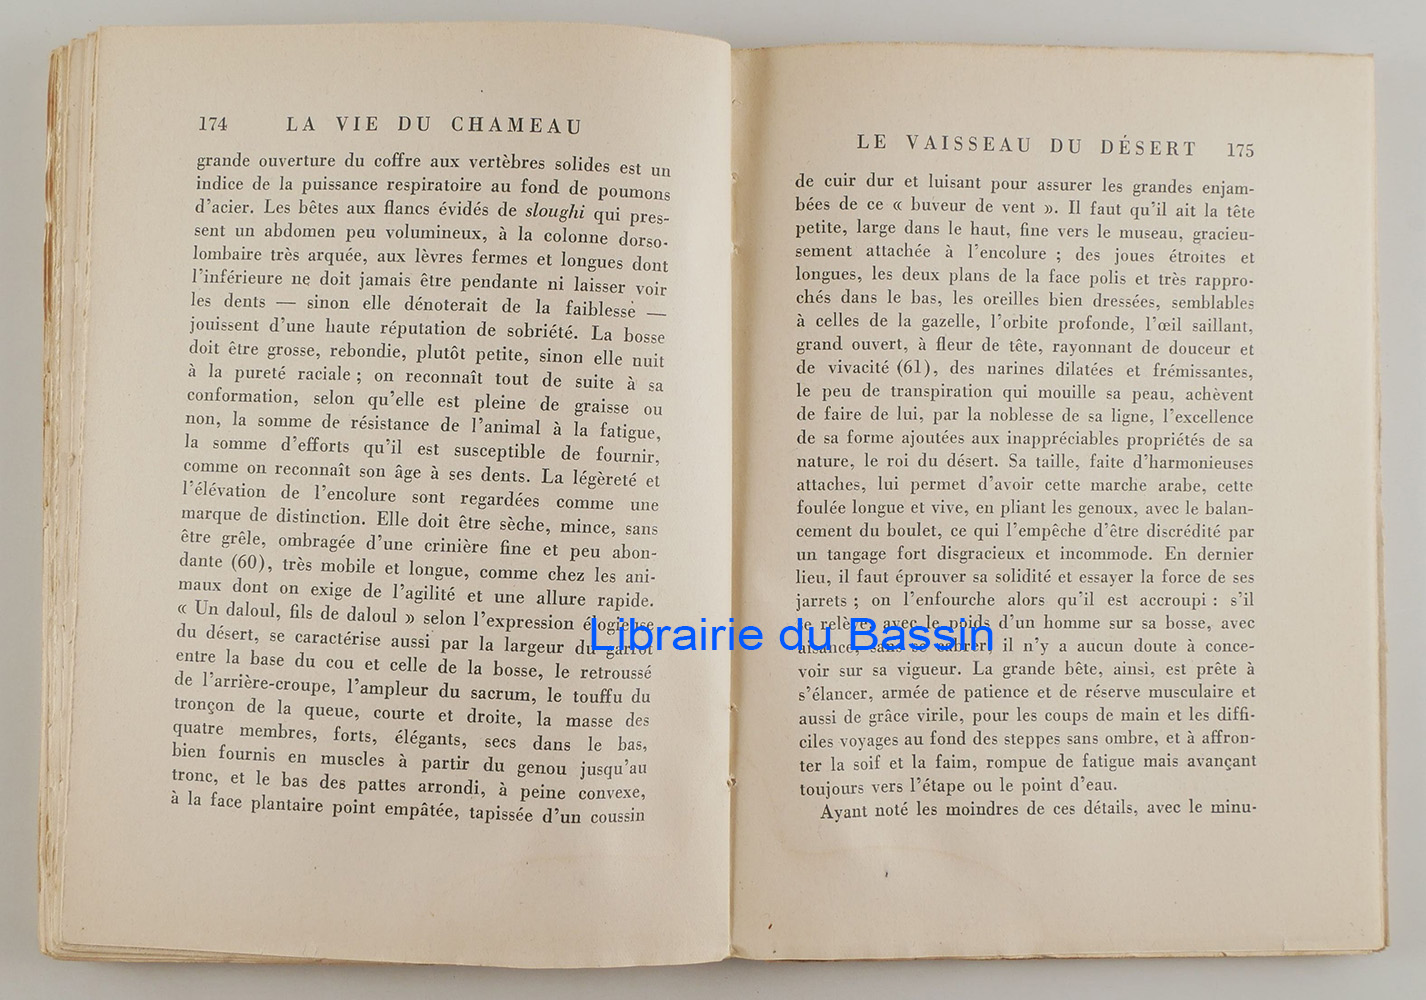 174 LA VIE DU CHAMEAU
grande ouverture du coffre aux vertèbres solides est un
indice de la puissance respiratoire au fond de poumons
d'acier. Les bêtes aux flancs évidés de sloughi qui pres-
sent un abdomen peu volumineux, à la colonne dorso-
lombaire très arquée, aux lèvres fermes et longues dont
l'inférieure ne doit jamais être pendante ni laisser voir
les dents — sinon elle dénoterait de la faiblesse —
jouissent d'une haute réputation de sobriété. La bosse
doit être grosse, rebondie, plutôt petite, sinon elle nuit
à la pureté raciale ; on reconnaît tout de suite à sa
conformation, selon qu'elle est pleine de graisse ou
non, la somme de résistance de l'animal à la fatigue,
la somme d'efforts qu'il est susceptible de fournir,
comme on reconnaît son âge à ses dents. La légèreté et
l'élévation de l'encolure sont regardées comme une
marque de distinction. Elle doit être sèche, mince, sans
être grêle, ombragée d'une crinière fine et peu abon-
dante (60), très mobile et longue, comme chez les ani-
maux dont on exige de l'agilité et une allure rapide.
« Un daloul, fils de daloul » selon l'expression élogieuse
du désert, se caractérise aussi par la largeur du garrot
entre la base du cou et celle de la bosse, le retroussé
de l'arrière-croupe, l'ampleur du sacrum, le touffu du
tronçon de la queue, courte et droite, la masse des
quatre membres, forts, élégants, secs dans le bas,
bien fournis en muscles à partir du genou jusqu'au
tronc, et le bas des pattes arrondi, à peine convexe,
à la face plantaire point empâtée, tapissée d'un coussin
LE VAISSEAU DU DÉSERT 175
de cuir dur et luisant pour assurer les grandes enjam-
bées de ce « buveur de vent ». Il faut qu'il ait la tête
petite, large dans le haut, fine vers le museau, gracieu-
sement attachée à l'encolure ; des joues étroites et
longues, les deux plans de la face polis et très rappro-
chés dans le bas, les oreilles bien dressées, semblables
à celles de la gazelle, l'orbite profonde, l'œil saillant,
grand ouvert, à fleur de tête, rayonnant de douceur et
de vivacité (61), des narines dilatées et frémissantes,
le peu de transpiration qui mouille sa peau, achèvent
de faire de lui, par la noblesse de sa ligne, l'excellence
de sa forme ajoutées aux inappréciables propriétés de sa
nature, le roi du désert. Sa taille, faite d'harmonieuses
attaches, lui permet d'avoir cette marche arabe, cette
foulée longue et vive, en pliant les genoux, avec le balan-
cement du boulet, ce qui l'empêche d'être discrédité par
un tangage fort disgracieux et incommode. En dernier
lieu, il faut éprouver sa solidité et essayer la force de ses
jarrets ; on l'enfourche alors qu'il est accroupi : s'il
se relève, avec le poids d'un homme sur sa bosse, avec
aisance, sans se cabrer, il n'y a aucun doute à conce-
voir sur sa vigueur. La grande bête, ainsi, est prête à
s'élancer, armée de patience et de réserve musculaire et
aussi de grâce virile, pour les coups de main et les diffi-
ciles voyages au fond des steppes sans ombre, et à affron-
ter la soif et la faim, rompue de fatigue mais avançant
toujours vers l'étape ou le point d'eau.
Ayant noté les moindres de ces détails, avec le minu-
Librairie du Bassin